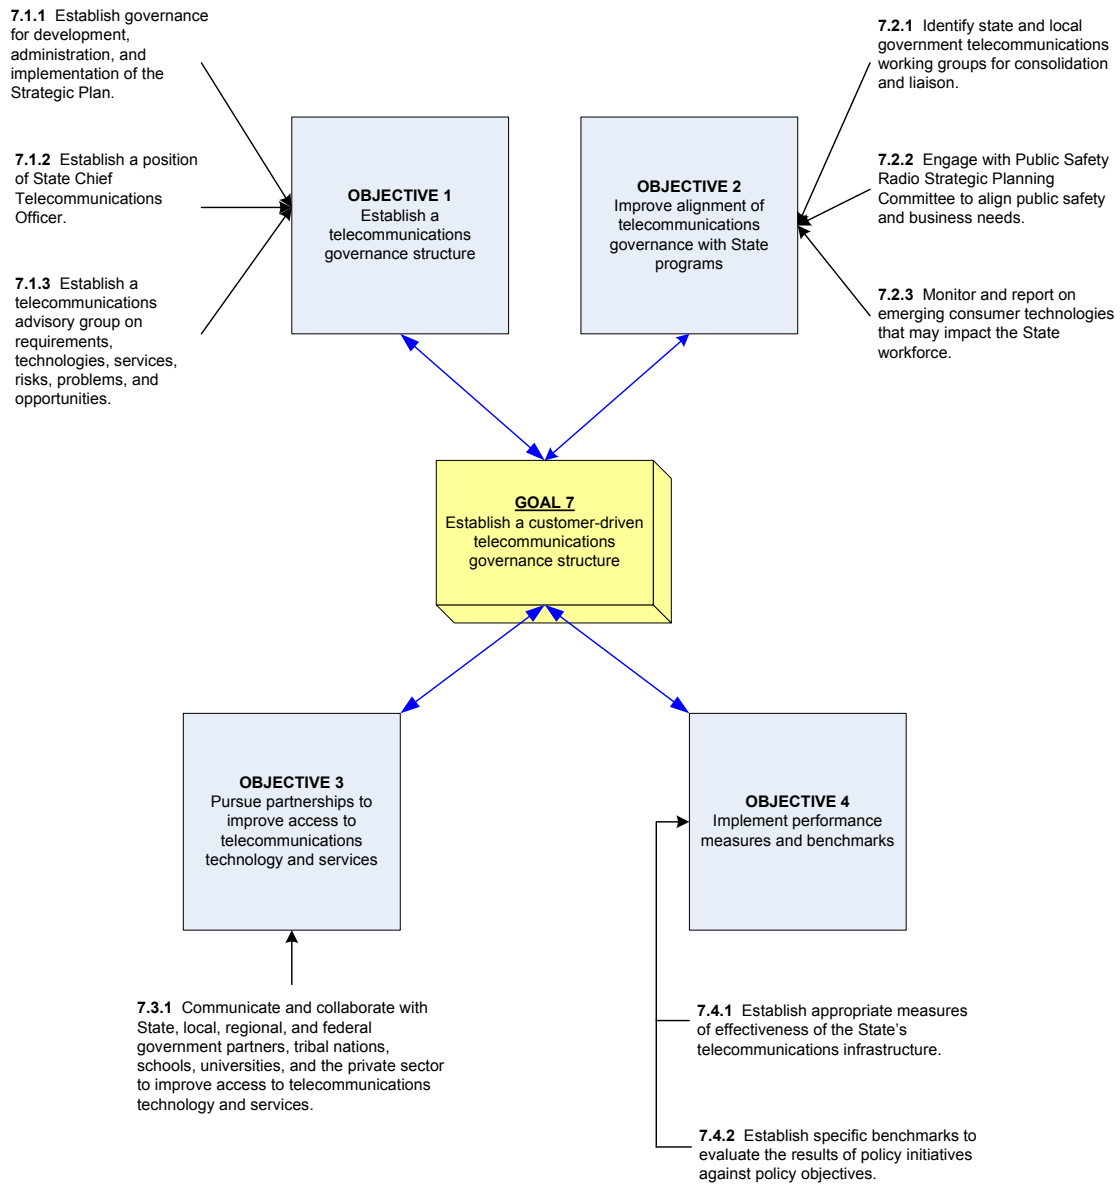 7.1.1 Establish governance
for development,
administration, and
implementation of the
Strategic Plan.
7.1.2 Establish a position
of State Chief
Telecommunications
Officer.
7.1.3 Establish a
telecommunications
advisory group on
requirements,
technologies, services,
risks, problems, and
opportunities.
OBJECTIVE 1
Establish a
telecommunications
governance structure
OBJECTIVE 2
Improve alignment of
telecommunications
governance with State
programs
7.2.1 Identify state and local
government telecommunications
working groups for consolidation
and liaison.
7.2.2 Engage with Public Safety
Radio Strategic Planning
Committee to align public safety
and business needs.
7.2.3 Monitor and report on
emerging consumer technologies
that may impact the State
workforce.
GOAL 7
Establish a customer-driven
telecommunications
governance structure
OBJECTIVE 3
Pursue partnerships to
improve access to
telecommunications
technology and services
OBJECTIVE 4
Implement performance
measures and benchmarks
7.3.1 Communicate and collaborate with
State, local, regional, and federal
government partners, tribal nations,
schools, universities, and the private sector
to improve access to telecommunications
technology and services.
7.4.1 Establish appropriate measures
of effectiveness of the State’s
telecommunications infrastructure.
7.4.2 Establish specific benchmarks to
evaluate the results of policy initiatives
against policy objectives.